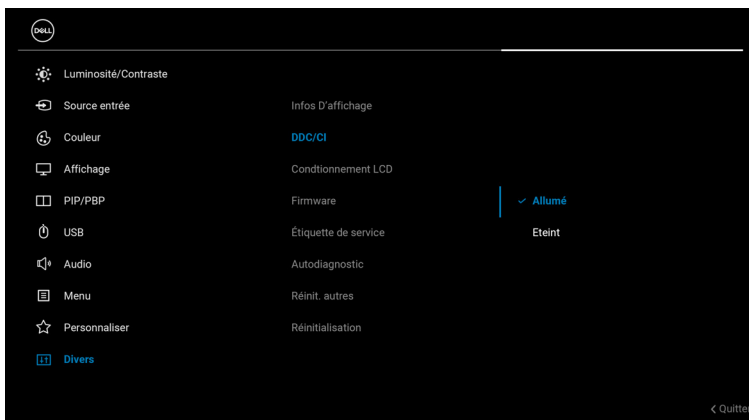 DELL
Luminosité/Contraste
Source entrée
Couleur
Affichage
PIP/PBP
USB
Audio
Menu
Personnaliser
Divers
Infos D'affichage
DDC/CI
Condtionnement LCD
Firmware
Étiquette de service
Autodiagnostic
Réinit. autres
Réinitialisation
Allumé
Eteint
Quitter